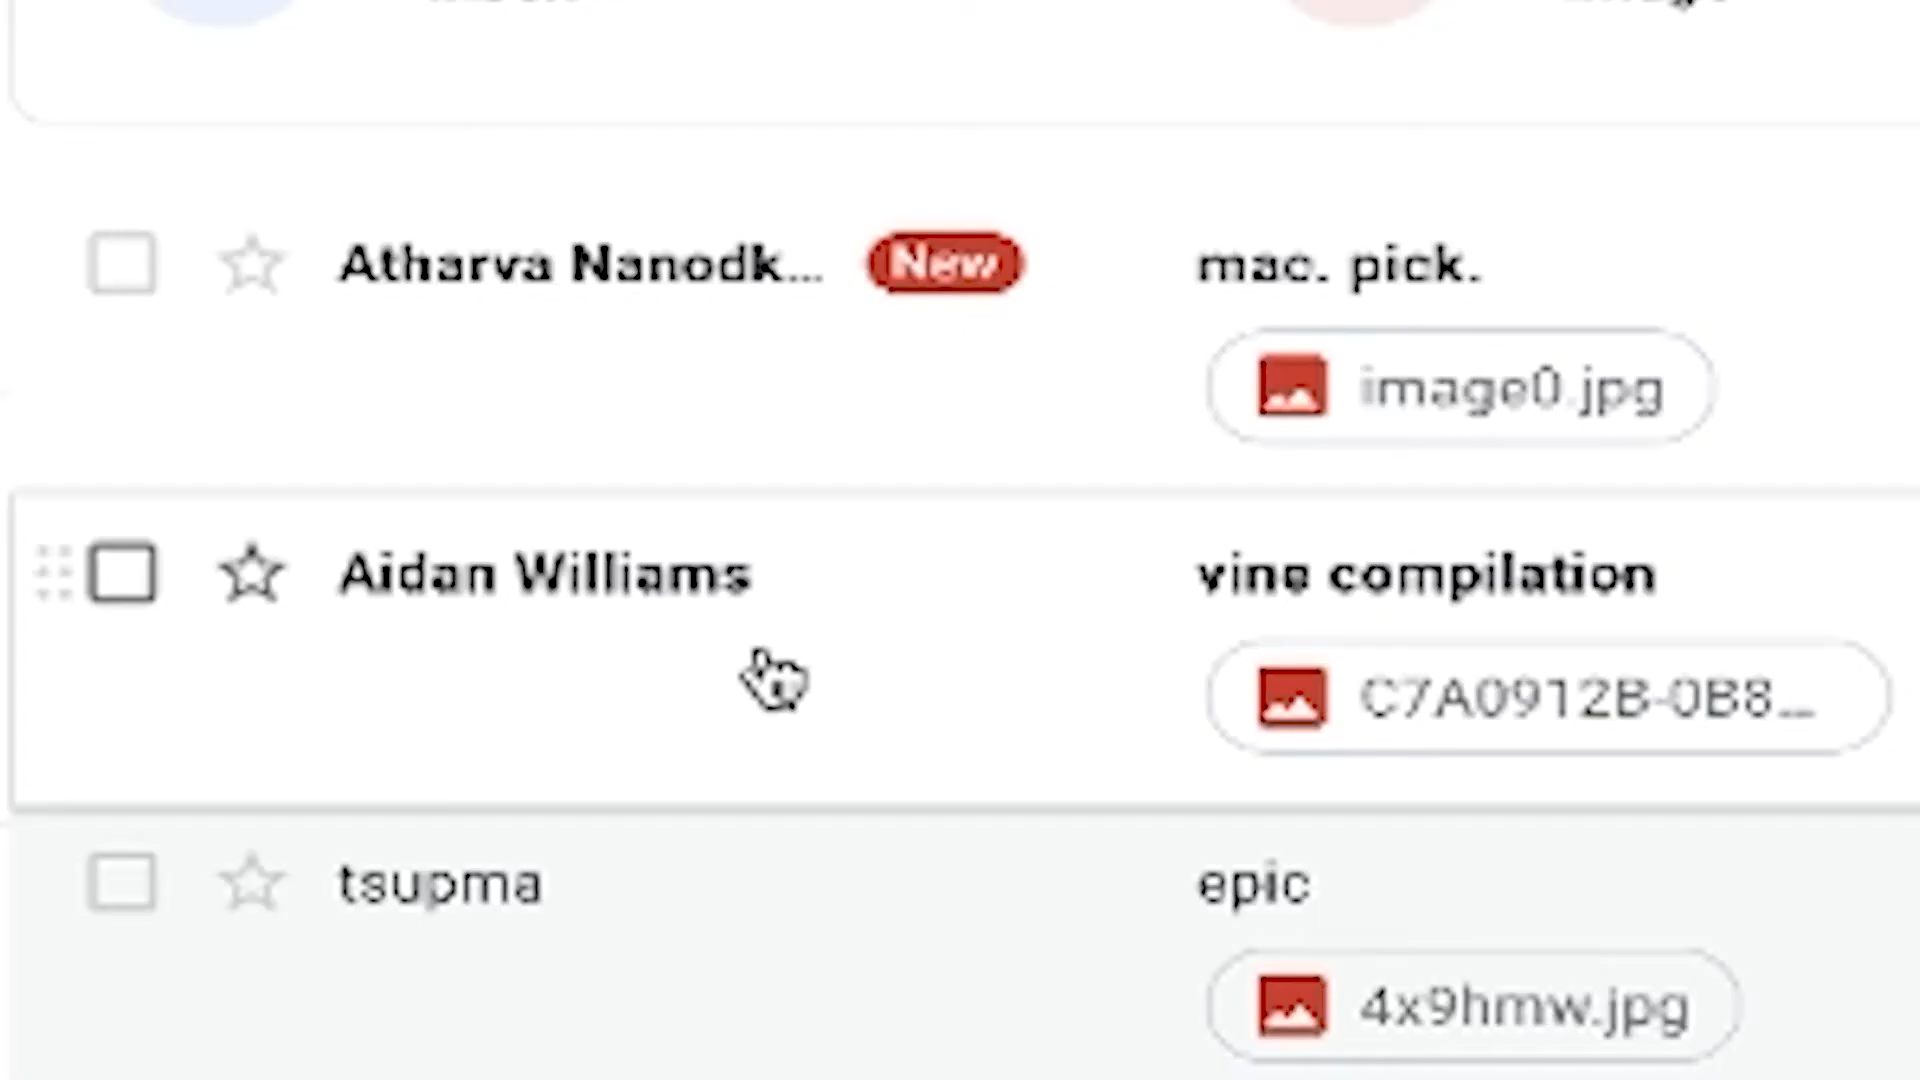 Atharva Nanodk... New mac. pick.
image0.jpg
Aidan Williams vine compilation
C7A0912B-0B8...
tsupma epic
4x9hmw.jpg